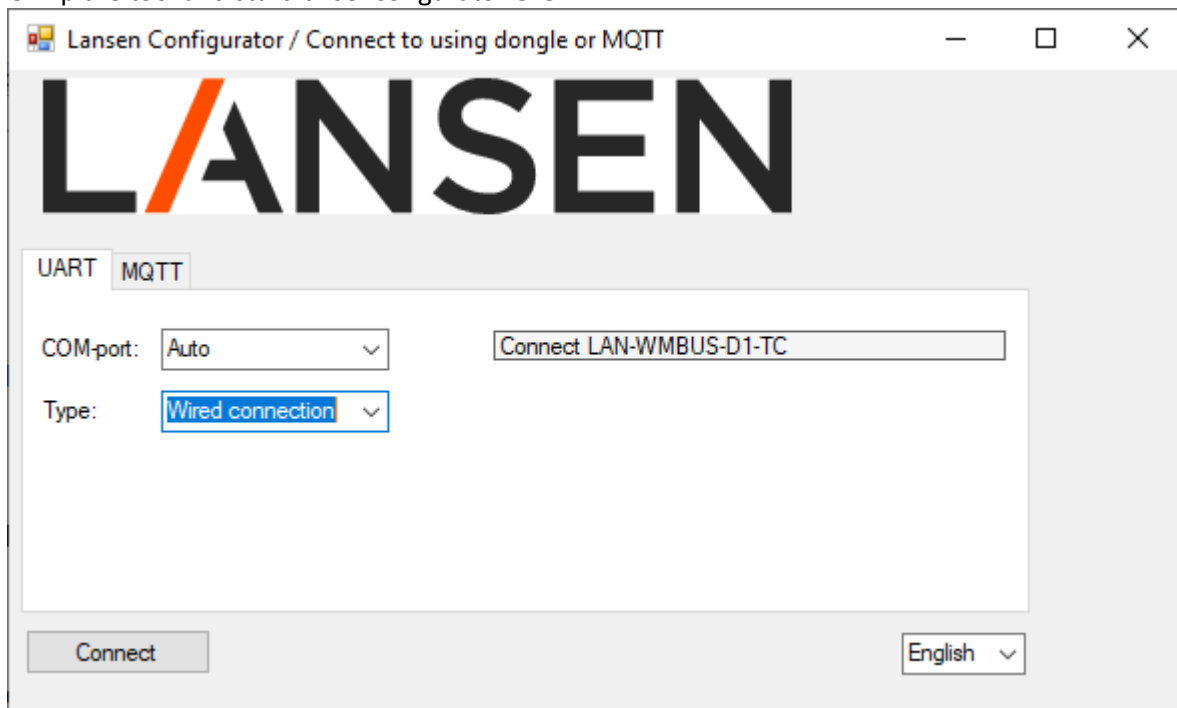 Lansen Configurator / Connect to using dongle or MQTT
LANSEN
UART MQTT
COM-port: Auto Connect LAN-WMBUS-D1-TC
Type: Wired connection
Connect English